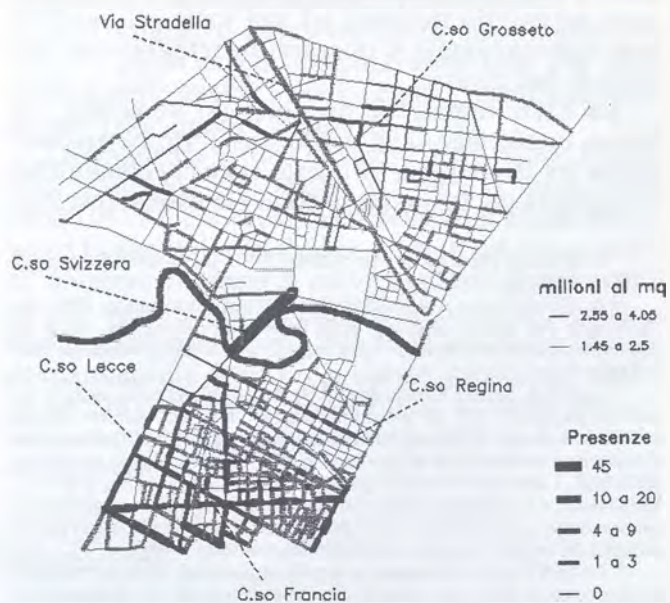 Via Stradella
C.so Grosseto
C.so Svizzera
milioni al mq
2.55 a 4.05
1.45 a 2.5
C.so Lecce
C.so Regina
Presenze
45
10 a 20
4 a 9
1 a 3
0
C.so Francia